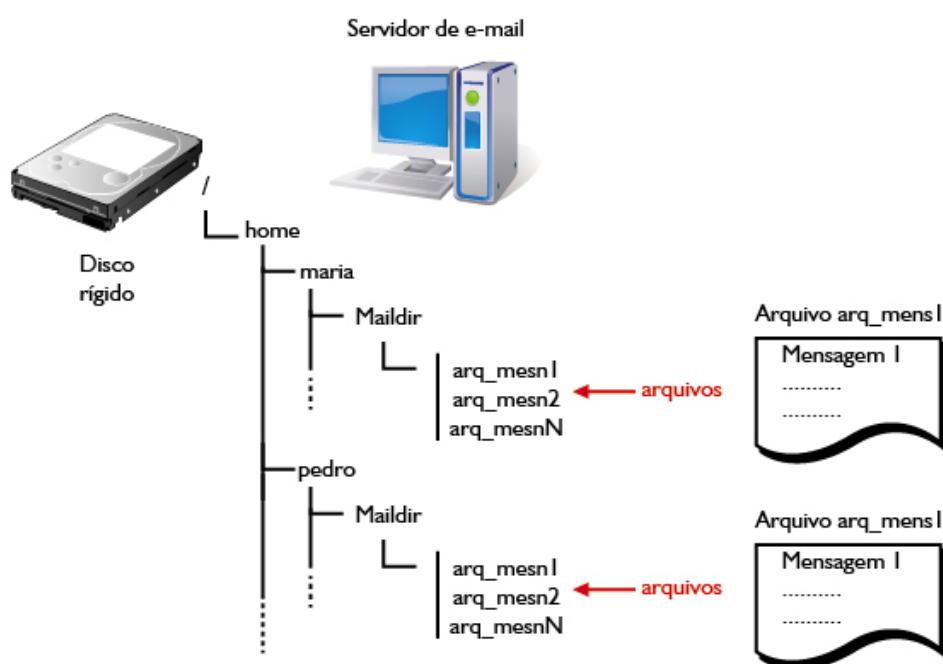 Servidor de e-mail
/
home
Disco
rígido
maria
Maildir
arq_mesn1
arq_mesn2
arq_mesnN
arquivos
Arquivo arq_mens1
Mensagem 1
----------
----------
pedro
Maildir
arq_mesn1
arq_mesn2
arq_mesnN
arquivos
Arquivo arq_mens1
Mensagem 1
----------
----------